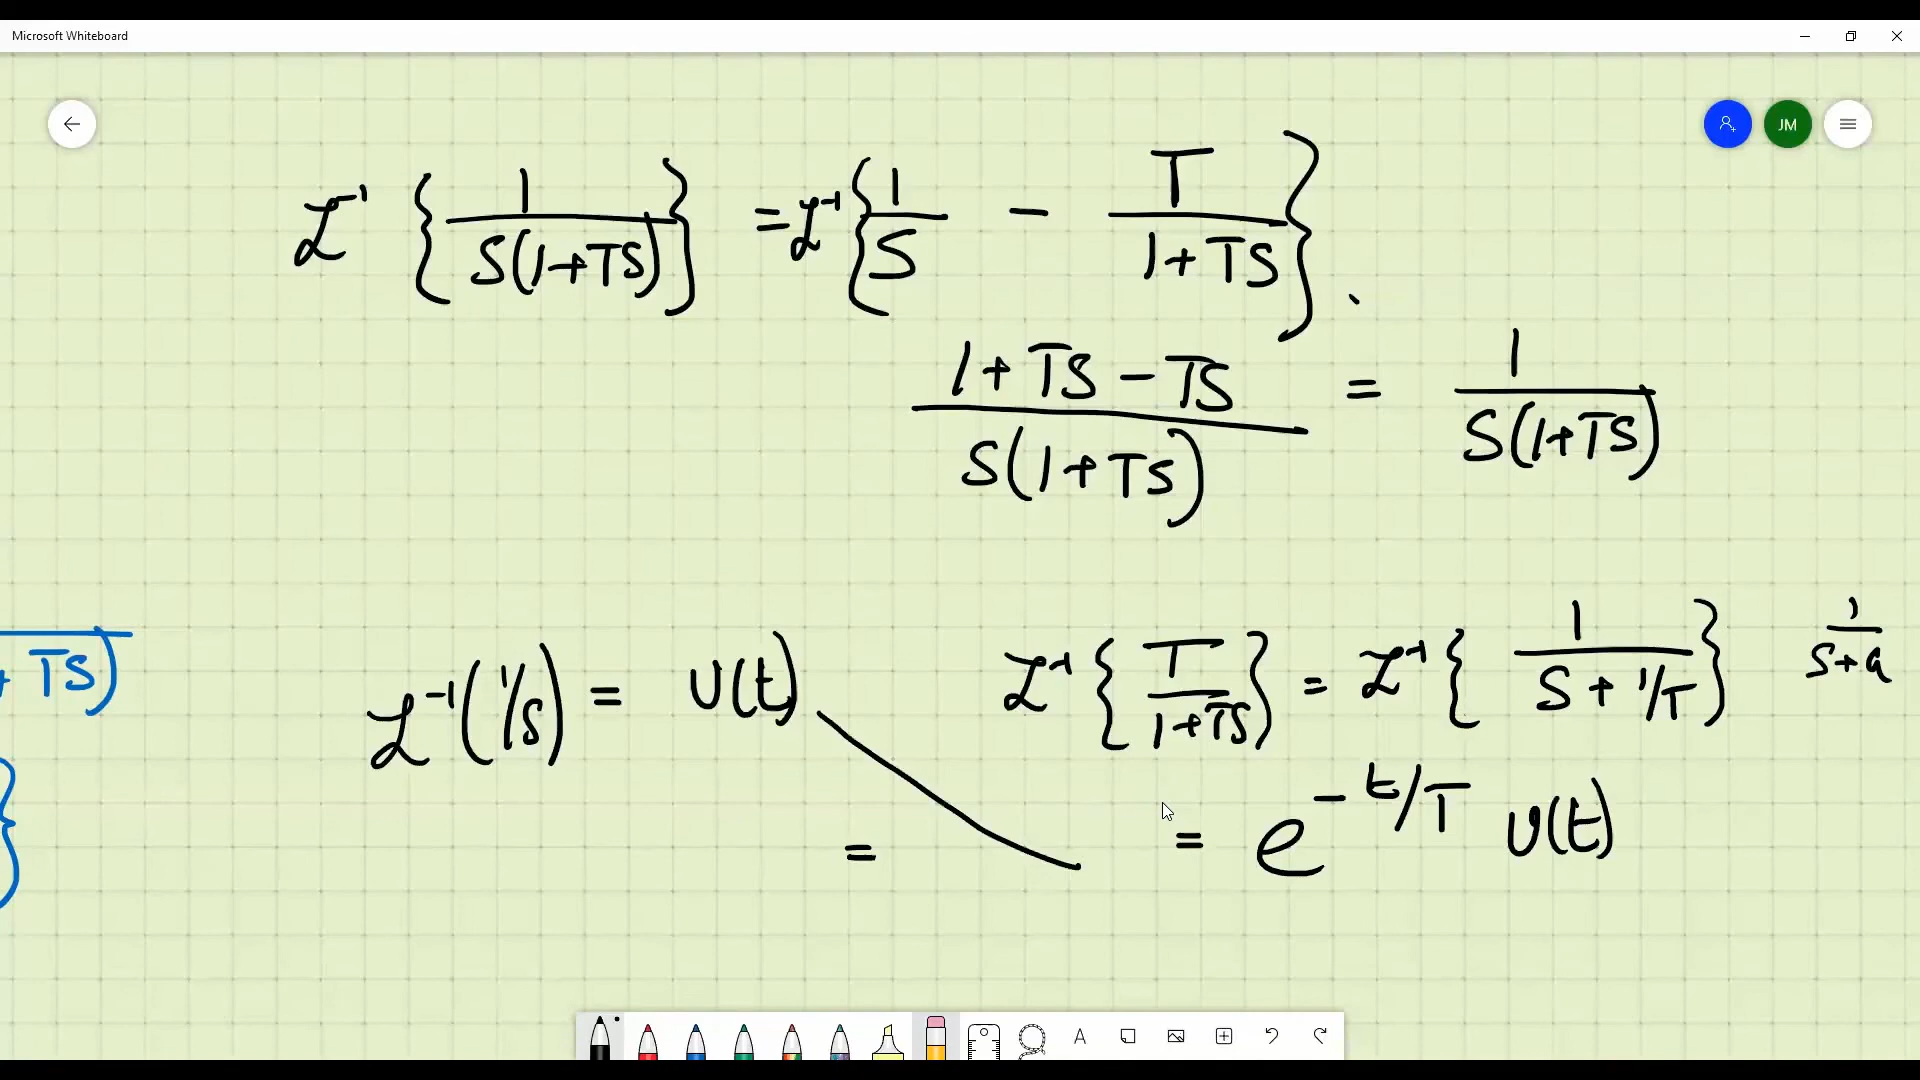 Microsoft Whiteboard
JM
ℒ⁻¹ { 1 / S(1+TS) } = ℒ⁻¹ { 1/S - T / 1+TS } .
1 + TS - TS / S(1+TS) = 1 / S(1+TS)
+ TS)
ℒ⁻¹(1/S) = U(t)
ℒ⁻¹ { T / 1+TS } = ℒ⁻¹ { 1 / S + 1/T } 1 / S+a
}
=
= e^(-t/T) U(t)
A